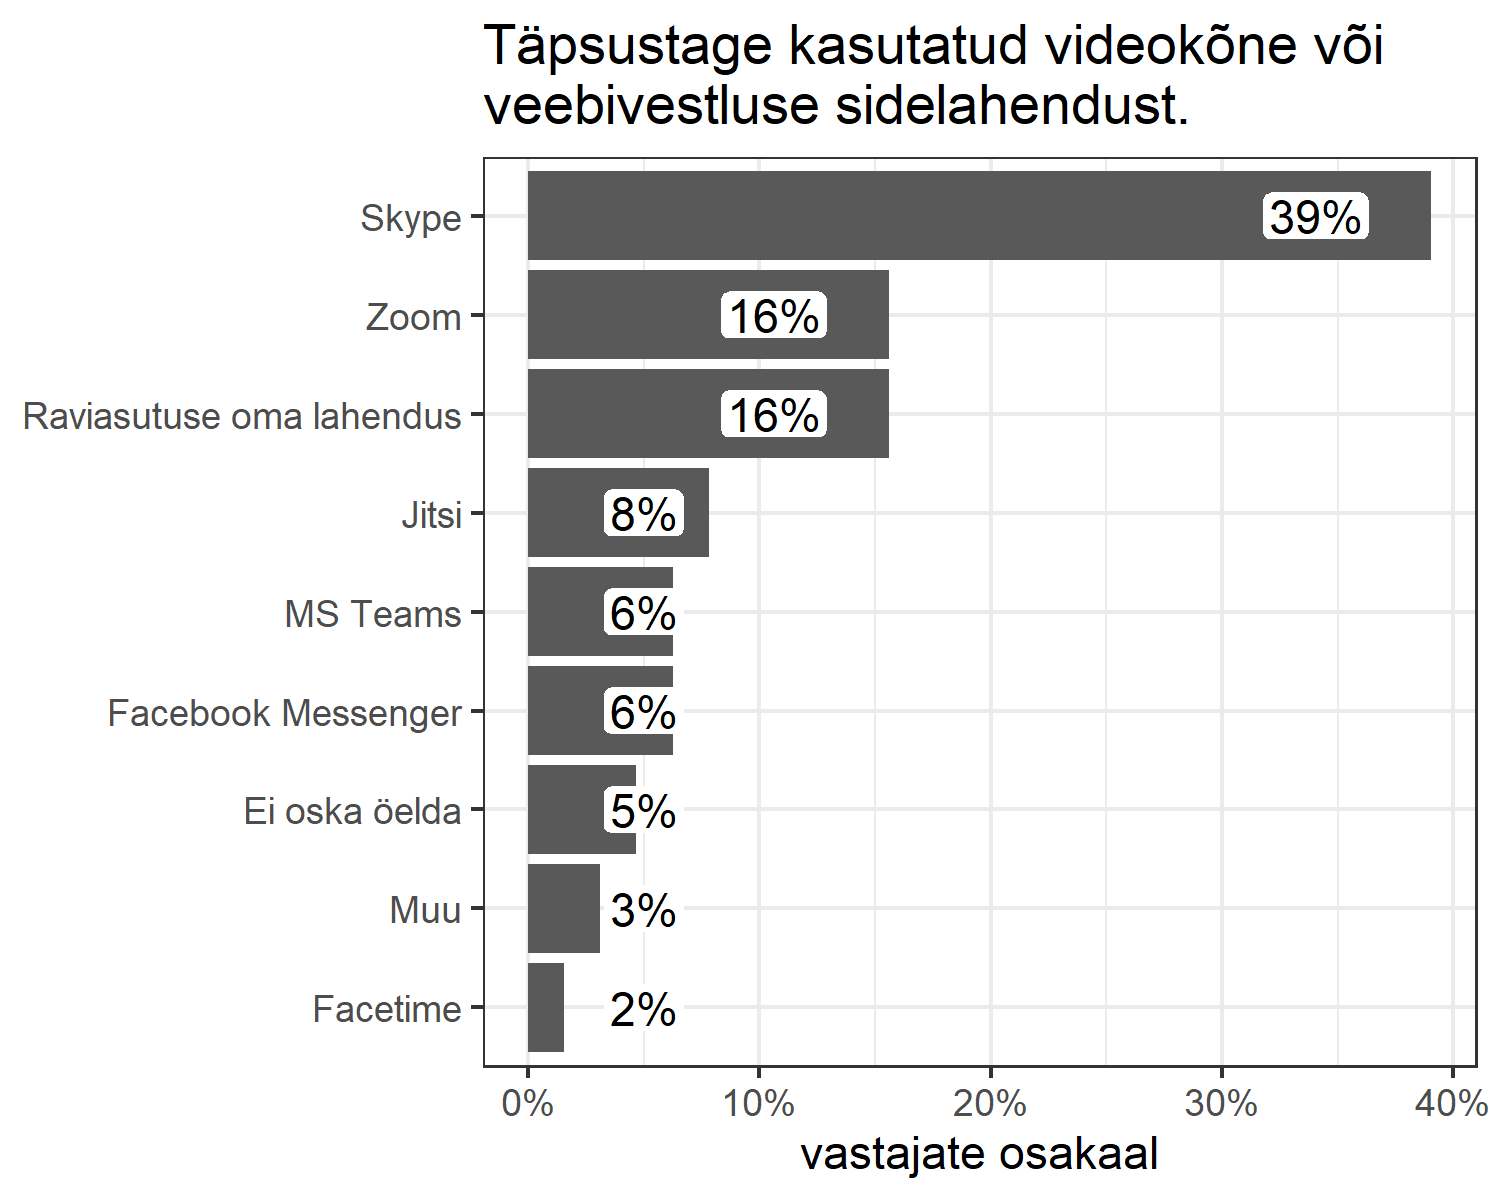 Täpsustage kasutatud videokõne või
veebivestluse sidelahendust.
Skype
39%
Zoom
16%
Raviasutuse oma lahendus
16%
Jitsi
8%
MS Teams
6%
Facebook Messenger
6%
Ei oska öelda
5%
Muu
3%
Facetime
2%
0% 10% 20% 30% 40%
vastajate osakaal